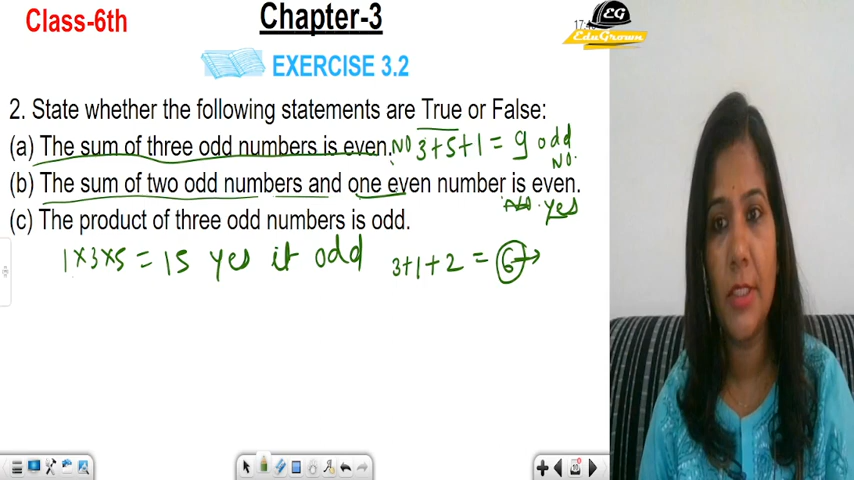 Class-6th
Chapter-3
EG
EduGrown
EXERCISE 3.2
2. State whether the following statements are True or False:
(a) The sum of three odd numbers is even. NO 3+5+1 = 9 odd
NO.
(b) The sum of two odd numbers and one even number is even.
yes
(c) The product of three odd numbers is odd.
1×3×5 = 15 yes it odd 3+1+2 = 6→